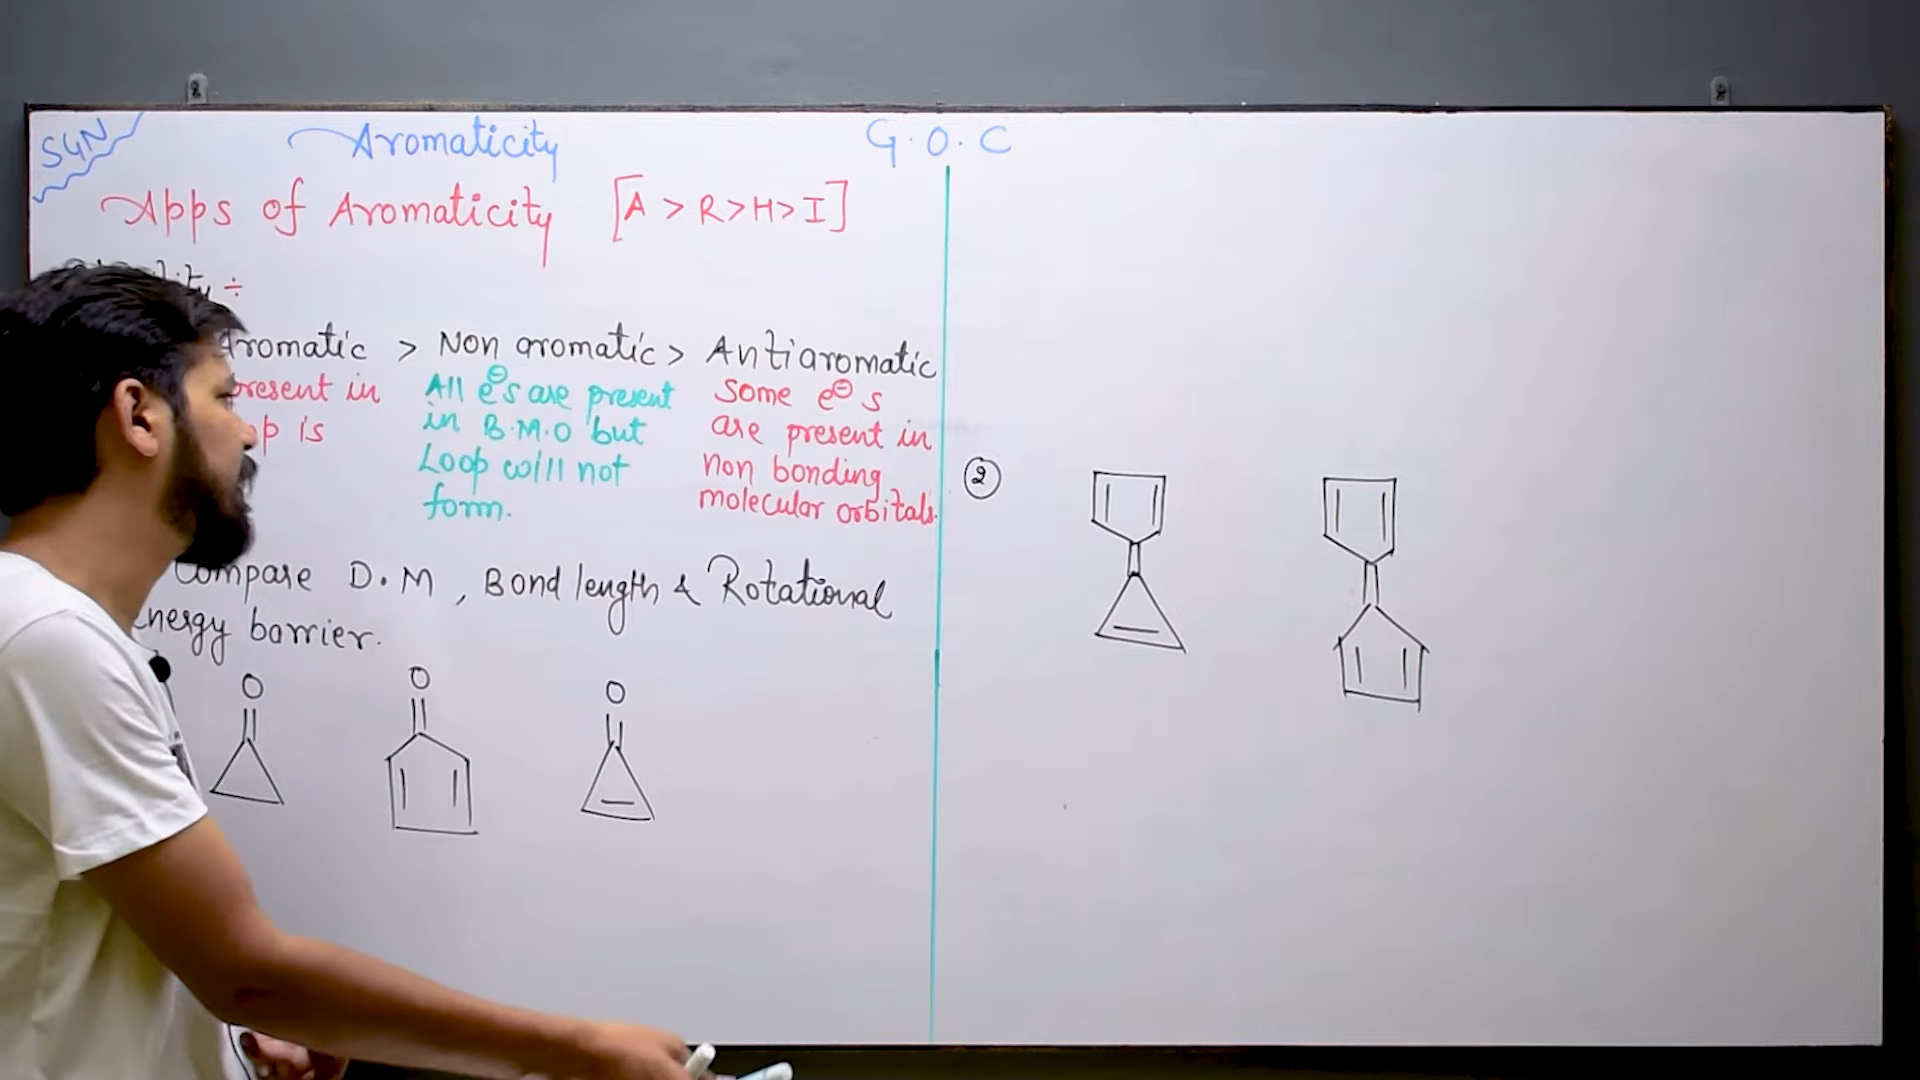 SGN
Aromaticity
G.O.C
Apps of Aromaticity [A > R > H > I]
÷
Aromatic > Non aromatic > Antiaromatic
present in
is
All e⊖s are present
in B.M.O but
Loop will not
form.
Some e⊖s
are present in
non bonding
molecular orbitals.
Compare D.M, Bond length & Rotational
Energy barrier.
O O O
②